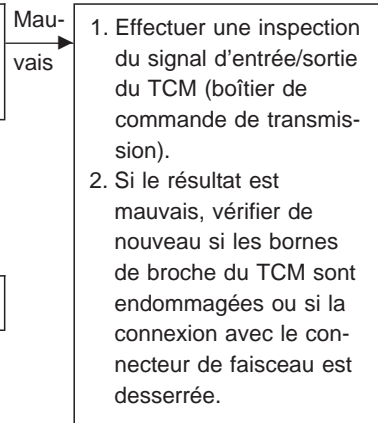 Mau-
vais
1. Effectuer une inspection
du signal d'entrée/sortie
du TCM (boîtier de
commande de transmis-
sion).
2. Si le résultat est
mauvais, vérifier de
nouveau si les bornes
de broche du TCM sont
endommagées ou si la
connexion avec le con-
necteur de faisceau est
desserrée.